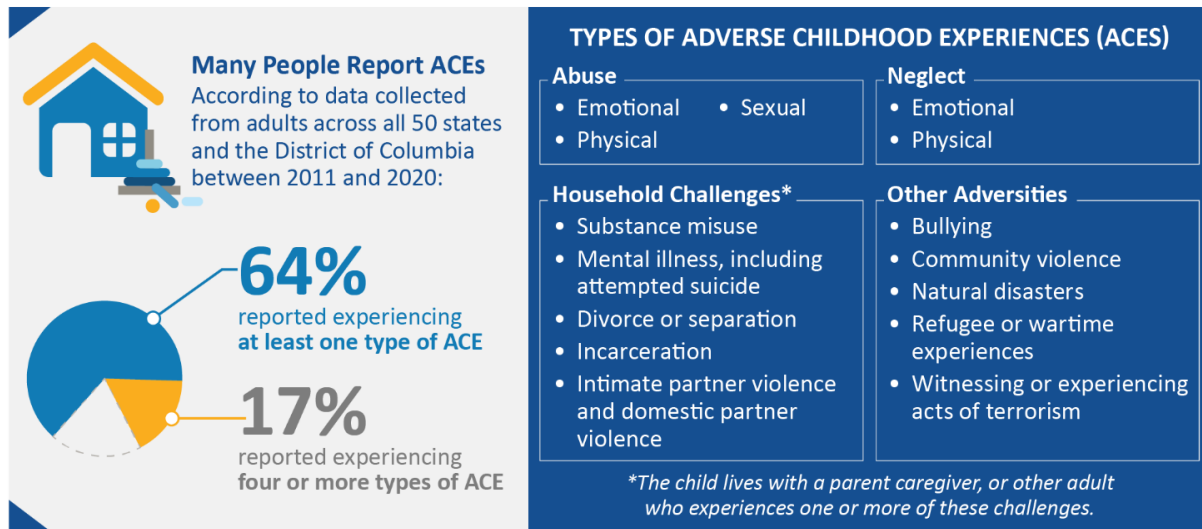 Many People Report ACEs
According to data collected
from adults across all 50 states
and the District of Columbia
between 2011 and 2020:
64%
reported experiencing
at least one type of ACE
17%
reported experiencing
four or more types of ACE
TYPES OF ADVERSE CHILDHOOD EXPERIENCES (ACES)
Abuse
• Emotional • Sexual
• Physical
Neglect
• Emotional
• Physical
Household Challenges*
• Substance misuse
• Mental illness, including
attempted suicide
• Divorce or separation
• Incarceration
• Intimate partner violence
and domestic partner
violence
Other Adversities
• Bullying
• Community violence
• Natural disasters
• Refugee or wartime
experiences
• Witnessing or experiencing
acts of terrorism
*The child lives with a parent caregiver, or other adult
who experiences one or more of these challenges.